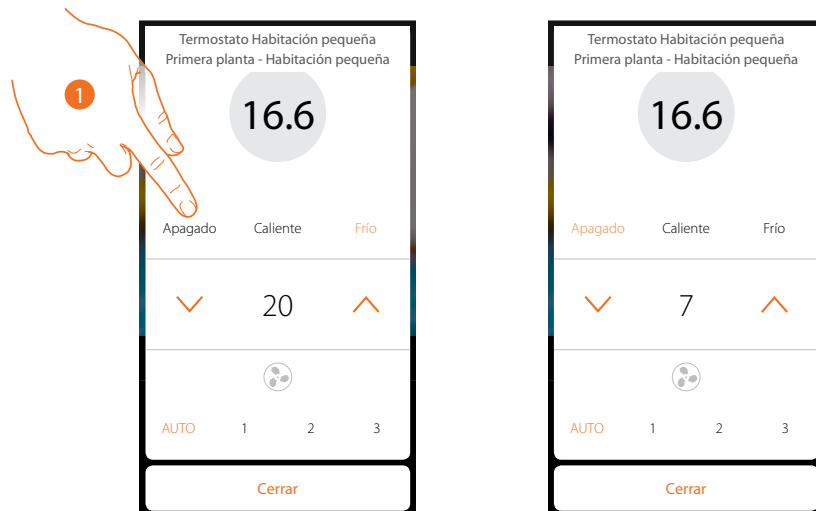 1
Termostato Habitación pequeña
Primera planta - Habitación pequeña
16.6
Apagado Caliente Frío
20
AUTO 1 2 3
Cerrar
Termostato Habitación pequeña
Primera planta - Habitación pequeña
16.6
Apagado Caliente Frío
7
AUTO 1 2 3
Cerrar